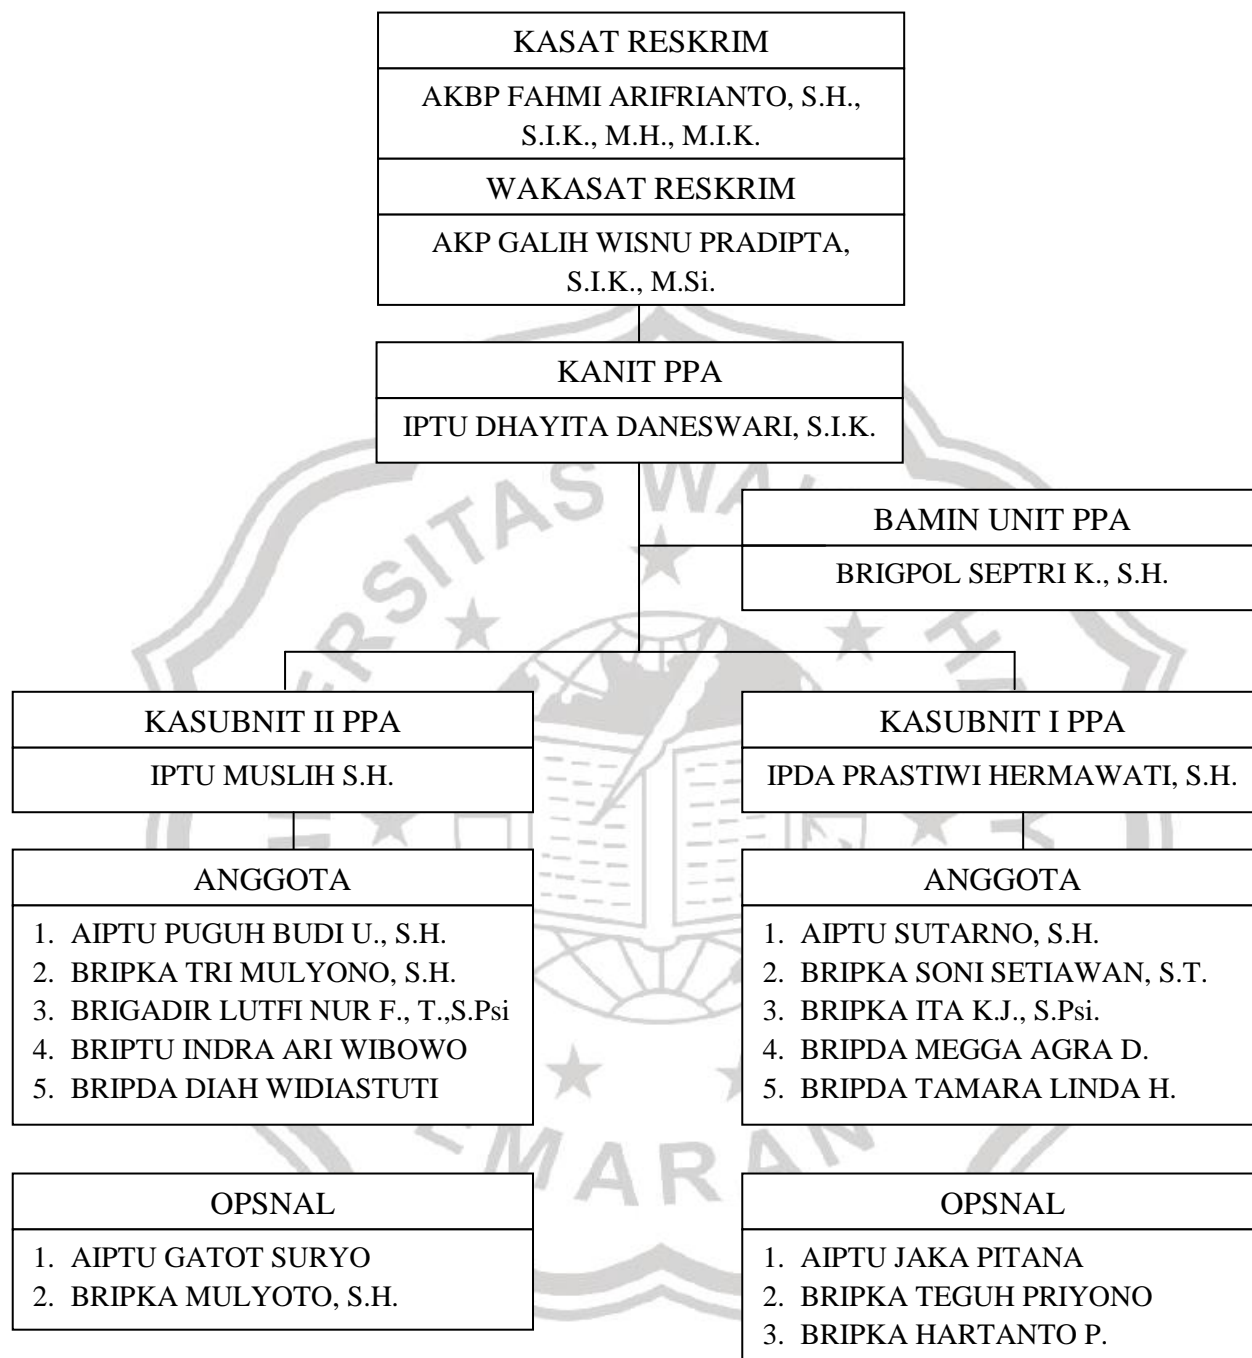 KASAT RESKRIM
AKBP FAHMI ARIFRIANTO, S.H.,
S.I.K., M.H., M.I.K.
WAKASAT RESKRIM
AKP GALIH WISNU PRADIPTA,
S.I.K., M.Si.
KANIT PPA
IPTU DHAYITA DANESWARI, S.I.K.
BAMIN UNIT PPA
BRIGPOL SEPTRI K., S.H.
KASUBNIT II PPA
IPTU MUSLIH S.H.
ANGGOTA
1. AIPTU PUGUH BUDI U., S.H.
2. BRIPKA TRI MULYONO, S.H.
3. BRIGADIR LUTFI NUR F., T.,S.Psi
4. BRIPTU INDRA ARI WIBOWO
5. BRIPDA DIAH WIDIASTUTI
OPSNAL
1. AIPTU GATOT SURYO
2. BRIPKA MULYOTO, S.H.
KASUBNIT I PPA
IPDA PRASTIWI HERMAWATI, S.H.
ANGGOTA
1. AIPTU SUTARNO, S.H.
2. BRIPKA SONI SETIAWAN, S.T.
3. BRIPKA ITA K.J., S.Psi.
4. BRIPDA MEGGA AGRA D.
5. BRIPDA TAMARA LINDA H.
OPSNAL
1. AIPTU JAKA PITANA
2. BRIPKA TEGUH PRIYONO
3. BRIPKA HARTANTO P.